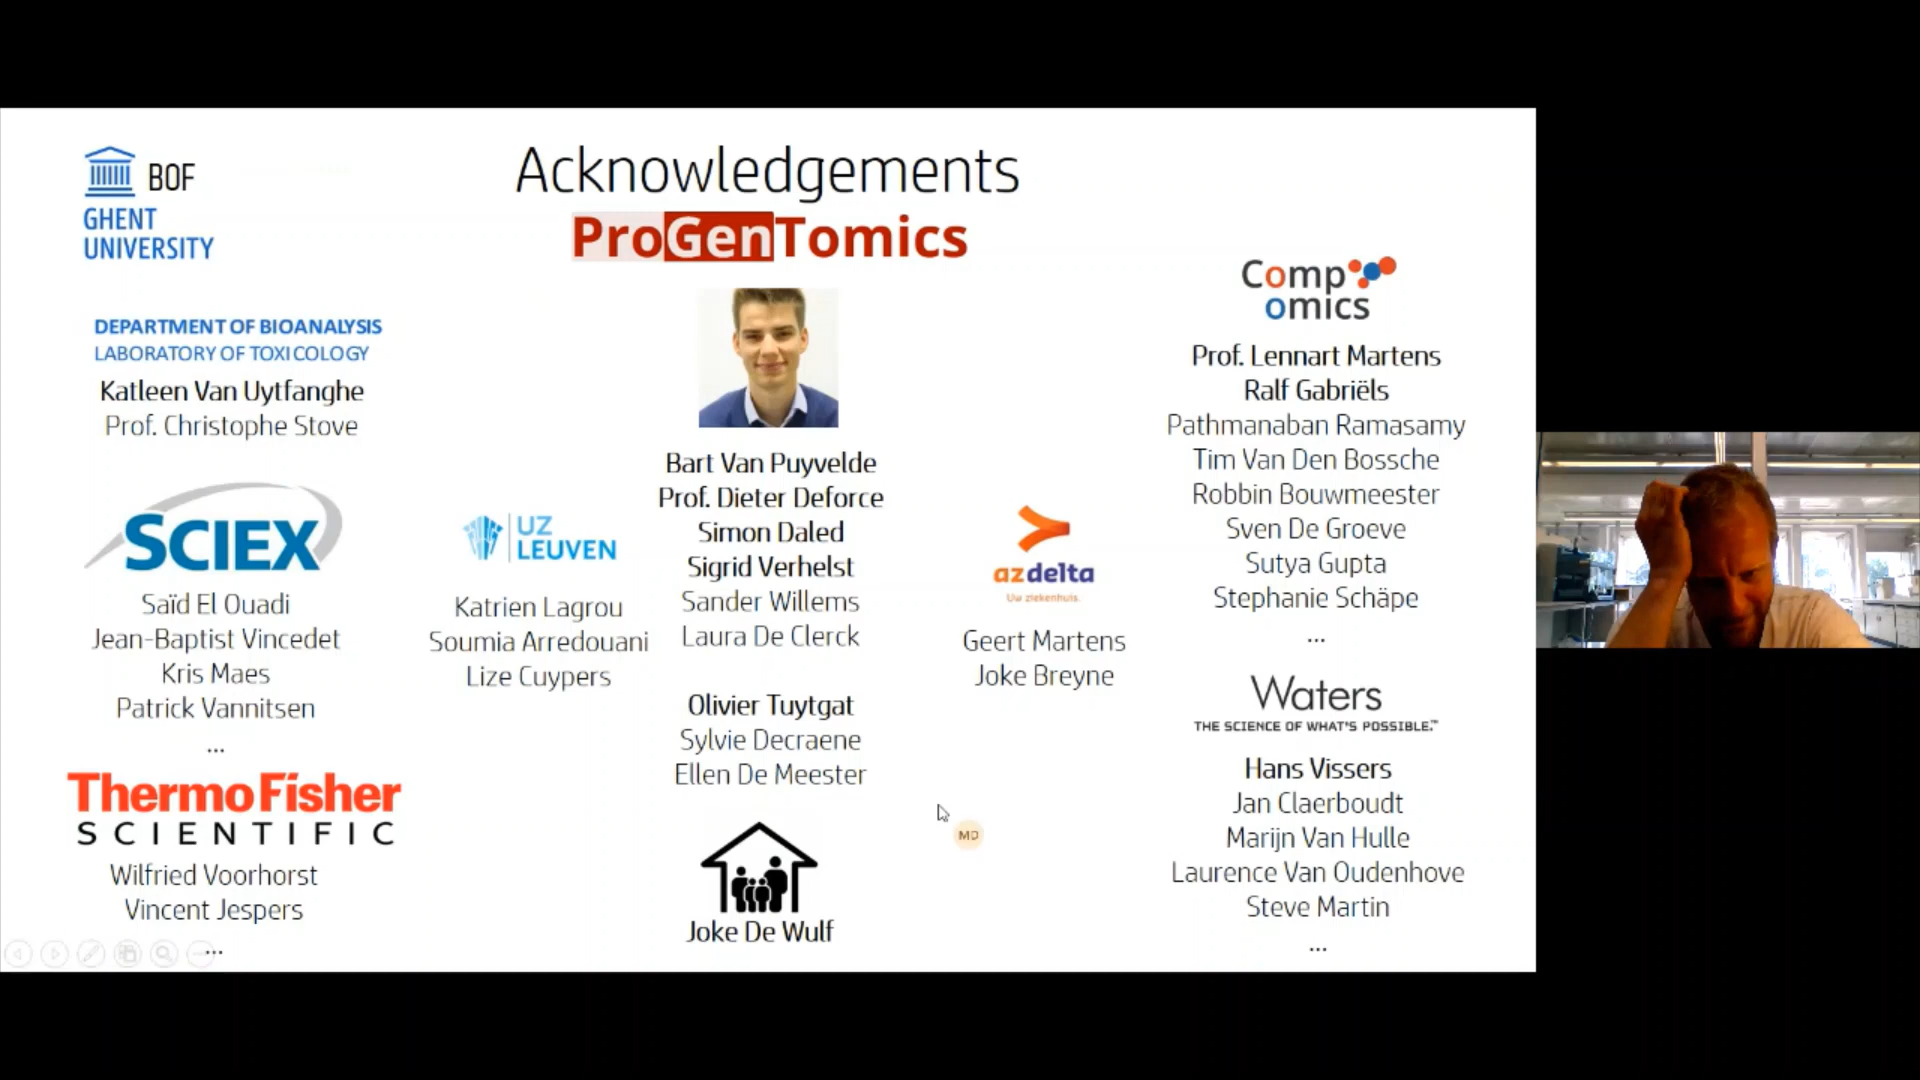 BOF
GHENT
UNIVERSITY
Acknowledgements
ProGenTomics
DEPARTMENT OF BIOANALYSIS
LABORATORY OF TOXICOLOGY
Katleen Van Uytfanghe
Prof. Christophe Stove
SCIEX
Saïd El Ouadi
Jean-Baptist Vincedet
Kris Maes
Patrick Vannitsen
...
ThermoFisher
SCIENTIFIC
Wilfried Voorhorst
Vincent Jespers
...
UZ
LEUVEN
Katrien Lagrou
Soumia Arredouani
Lize Cuypers
Bart Van Puyvelde
Prof. Dieter Deforce
Simon Daled
Sigrid Verhelst
Sander Willems
Laura De Clerck
Olivier Tuytgat
Sylvie Decraene
Ellen De Meester
Joke De Wulf
azdelta
Uw ziekenhuis.
Geert Martens
Joke Breyne
MD
Comp
omics
Prof. Lennart Martens
Ralf Gabriëls
Pathmanaban Ramasamy
Tim Van Den Bossche
Robbin Bouwmeester
Sven De Groeve
Sutya Gupta
Stephanie Schäpe
...
Waters
THE SCIENCE OF WHAT'S POSSIBLE.™
Hans Vissers
Jan Claerboudt
Marijn Van Hulle
Laurence Van Oudenhove
Steve Martin
...